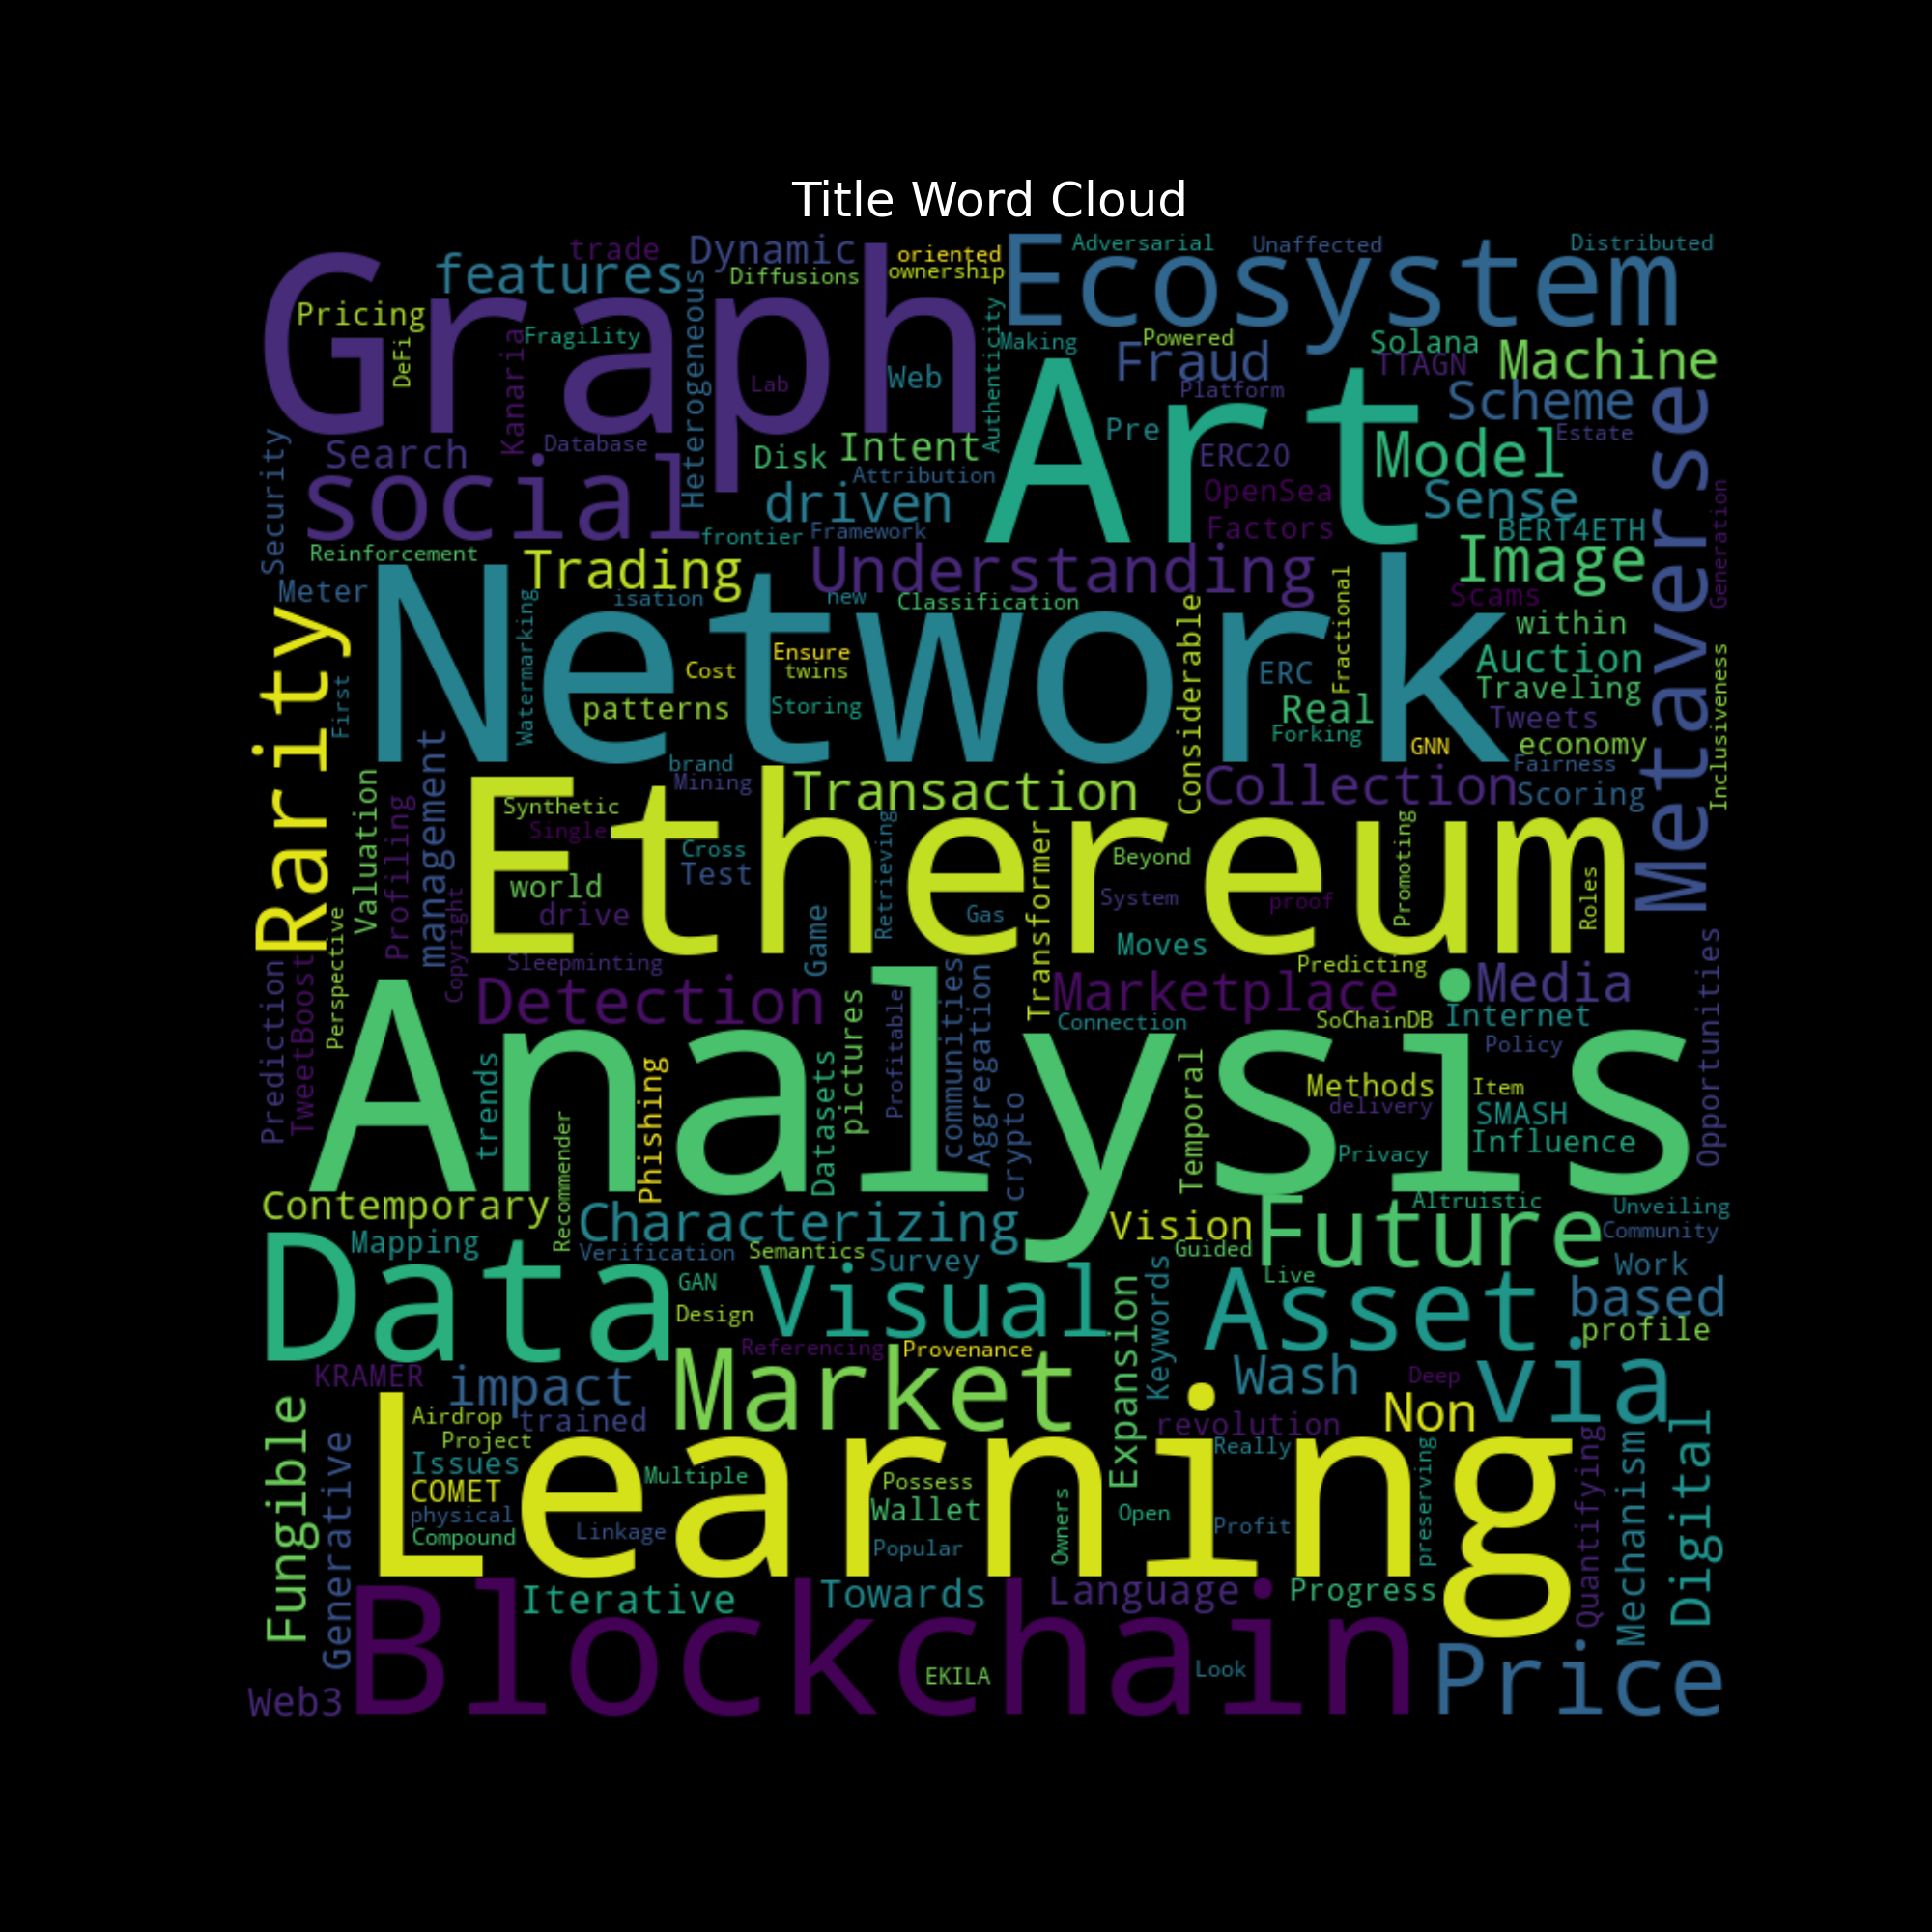 Title Word Cloud
trade
Dynamic
oriented
Ecosystem
Adversarial
Unaffected
Distributed
Graph
features
Diffusions
ownership
Pricing
DeFi
Kanaria
Fragility
Heterogeneous
Lab
Web
Authenticity
Making
Powered
Fraud
Platform
Solana
TTAGN
Machine
Art
Scheme
Estate
Metaverse
Search
Database
Disk
Intent
Attribution
Pre
ERC20
Model
Security
social
driven
OpenSea
Sense
Generation
frontier
Framework
Factors
BERT4ETH
Reinforcement
Trading
Understanding
Image
Meter
isation
new
Classification
Fractional
Scams
Network
Watermarking
Considerable
within
Rarity
First
Cost
Ensure
twins
ERC
Auction
Traveling
Inclusiveness
patterns
Storing
Real
Tweets
Forking
GNN
economy
management
brand
Mining
Transaction
Collection
Fairness
Scoring
Valuation
Profiling
Synthetic
Single
Ethereum
Cross
Test
Retrieving
Transformer
Beyond
Promoting
world
drive
System
proof
Roles
Copyright
Game
Gas
Perspective
Moves
Opportunities
Sleepminting
Predicting
Prediction
TweetBoost
Detection
Marketplace
Media
Analysis
pictures
Profitable
communities
Aggregation
Connection
SoChainDB
Internet
Policy
trends
Phishing
Datasets
crypto
Temporal
Methods
Item
delivery
SMASH
Recommender
Privacy
Influence
Contemporary
Characterizing
Vision
Future
Altruistic
Unveiling
Mapping
Verification
Semantics
Survey
Guided
Community
Data
GAN
Visual
Expansion
Keywords
Live
Work
Design
Asset
based
Referencing
Provenance
profile
KRAMER
impact
Market
Wash
Deep
via
Airdrop
trained
revolution
Non
Fungible
Generative
Project
Really
Learning
Issues
Multiple
Possess
preserving
Quantifying
Mechanism
Digital
COMET
Wallet
Owners
Open
physical
Linkage
Profit
Compound
Popular
Blockchain
Iterative
Towards
Language
Progress
Web3
EKILA
Look
Price